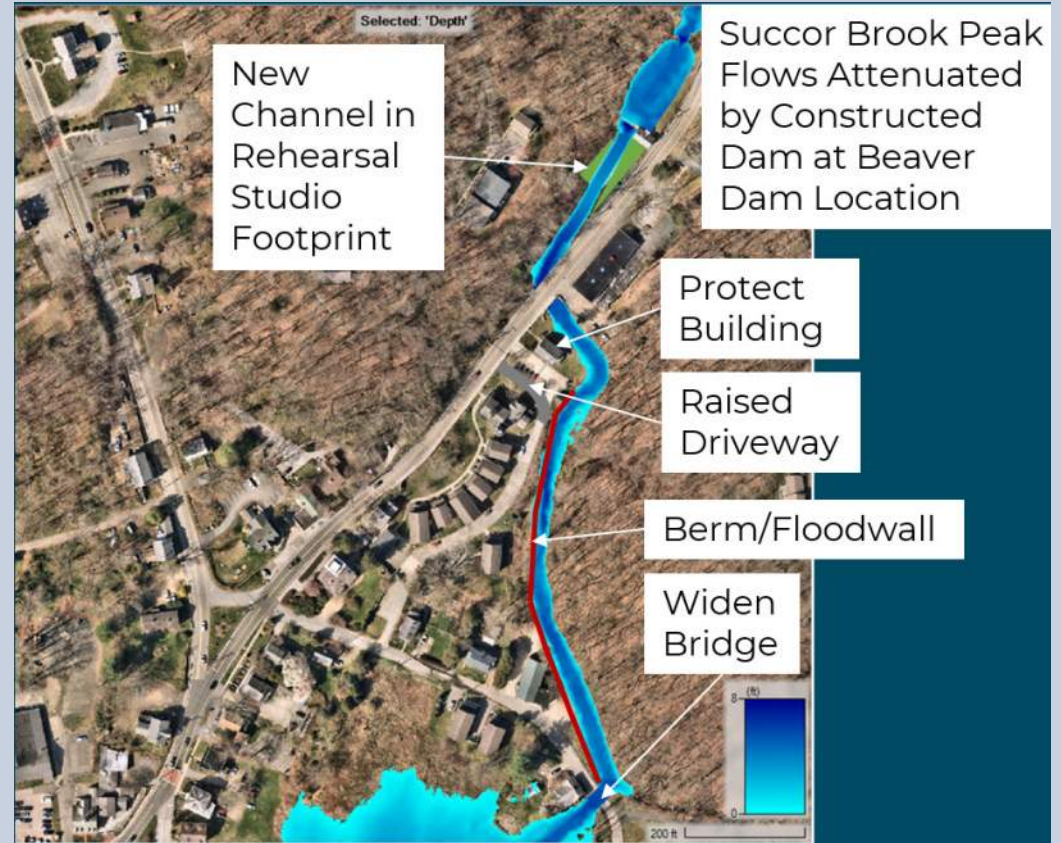 Selected: 'Depth'
New
Channel in
Rehearsal
Studio
Footprint
Succor Brook Peak
Flows Attenuated
by Constructed
Dam at Beaver
Dam Location
Protect
Building
Raised
Driveway
Berm/Floodwall
Widen
Bridge
(ft)
8
0
200 ft